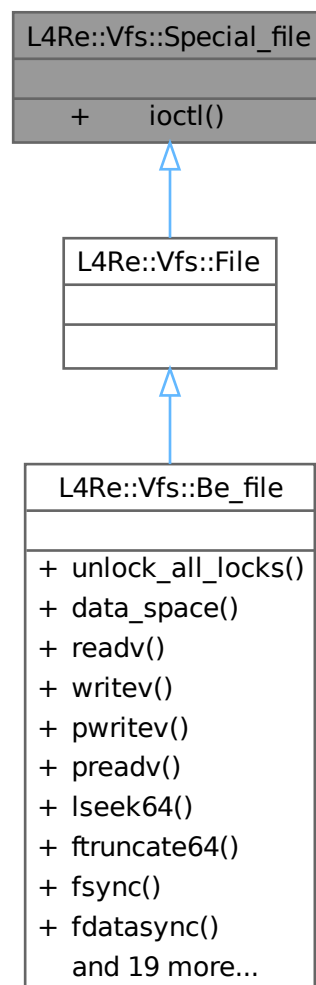 L4Re::Vfs::Special_file
+ ioctl()
L4Re::Vfs::File
L4Re::Vfs::Be_file
+ unlock_all_locks()
+ data_space()
+ readv()
+ writev()
+ pwritev()
+ preadv()
+ lseek64()
+ ftruncate64()
+ fsync()
+ fdatasync()
and 19 more...